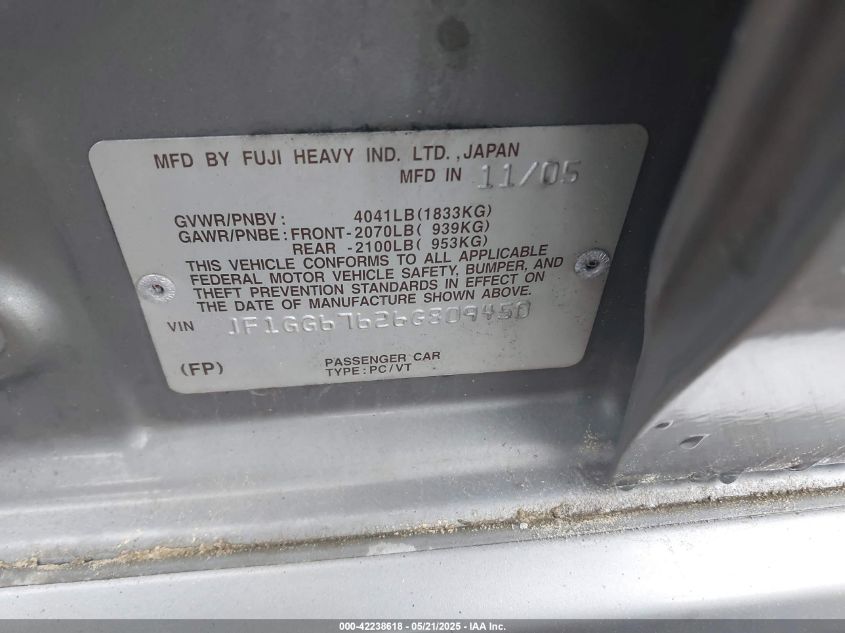 MFD BY FUJI HEAVY IND. LTD.,JAPAN
MFD IN 11/05
GVWR/PNBV: 4041LB(1833KG)
GAWR/PNBE:FRONT-2070LB( 939KG)
REAR -2100LB( 953KG)
THIS VEHICLE CONFORMS TO ALL APPLICABLE
FEDERAL MOTOR VEHICLE SAFETY, BUMPER, AND
THEFT PREVENTION STANDARDS IN EFFECT ON
THE DATE OF MANUFACTURE SHOWN ABOVE.
VIN JF1GG67626G809450
(FP) PASSENGER CAR
TYPE:PC/VT
000-42238618 - 05/21/2025 - IAA Inc.